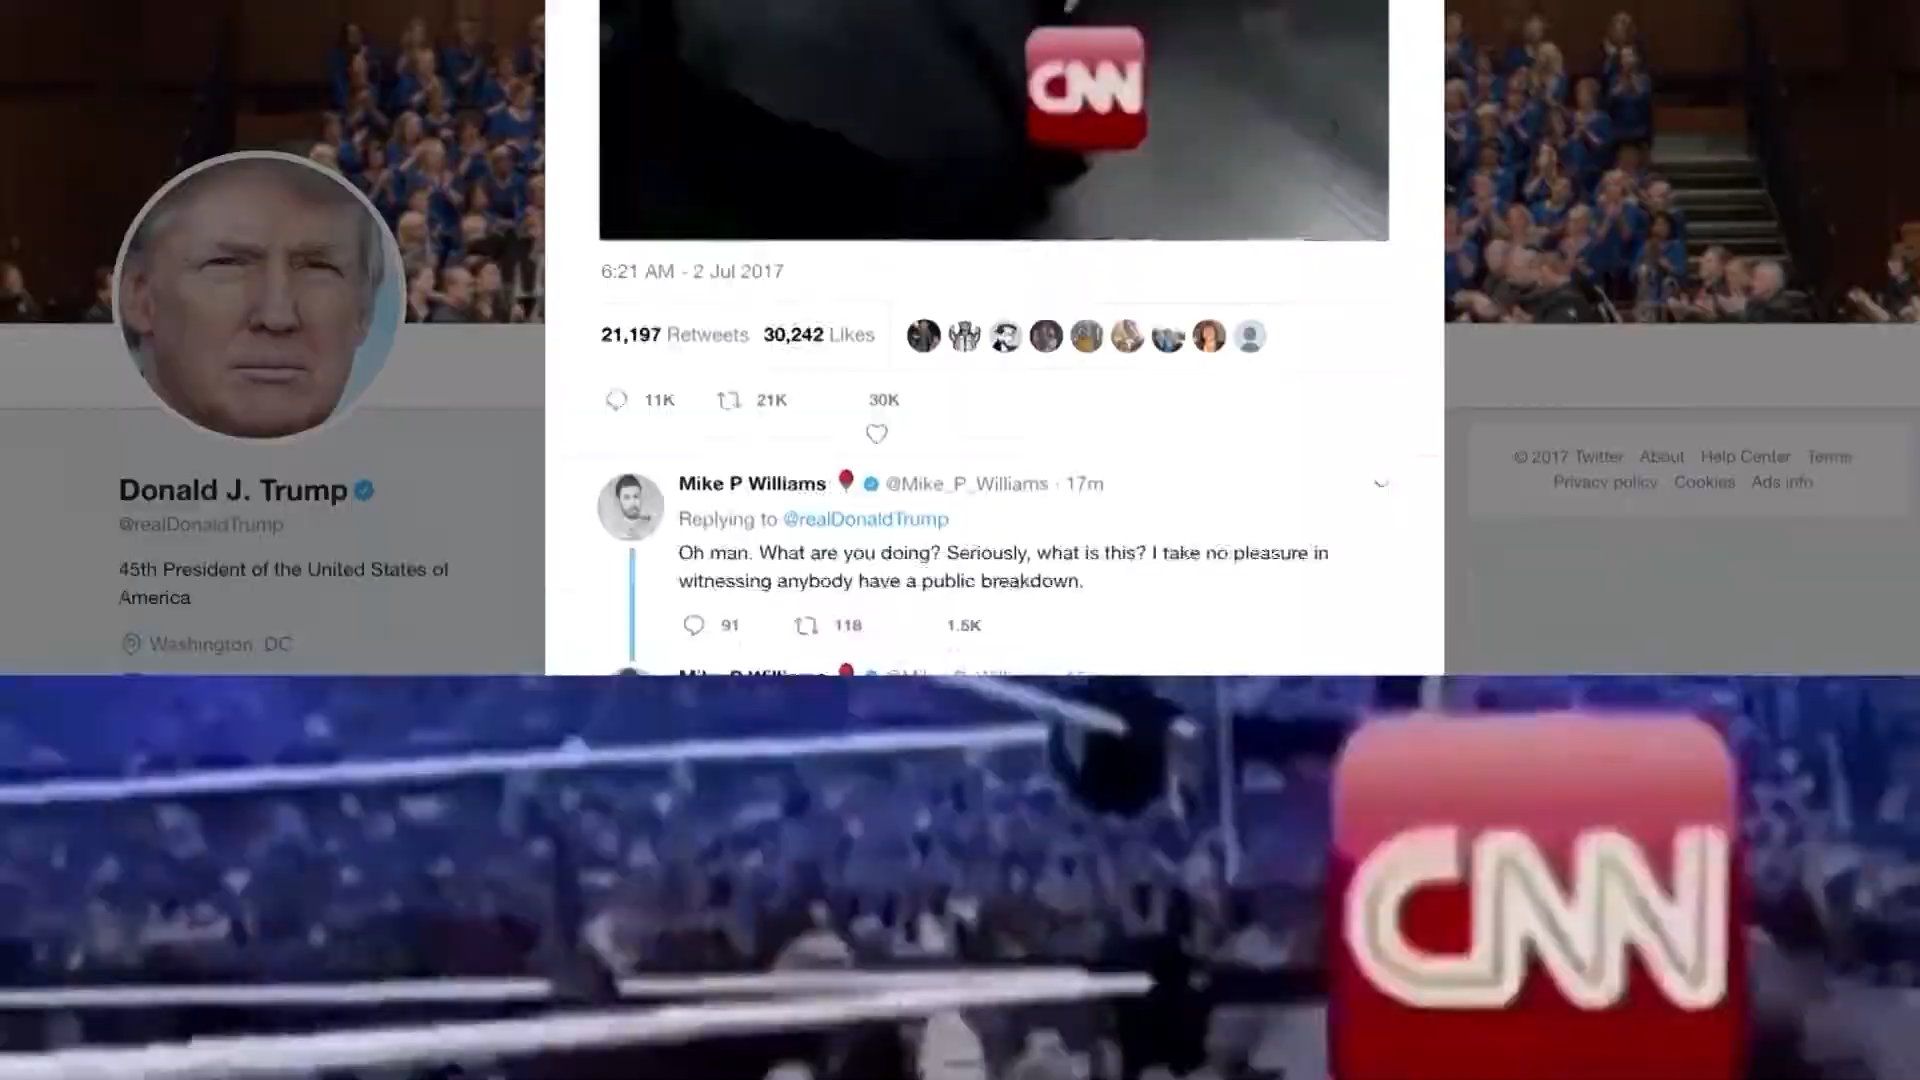 CNN
6:21 AM - 2 Jul 2017
21,197 Retweets 30,242 Likes
11K 21K 30K
Mike P Williams @Mike_P_Williams · 17m
Replying to @realDonaldTrump
Oh man. What are you doing? Seriously, what is this? I take no pleasure in
witnessing anybody have a public breakdown.
91 118 1.5K
Donald J. Trump
@realDonaldTrump
45th President of the United States of
America
Washington, DC
© 2017 Twitter About Help Center Terms
Privacy policy Cookies Ads info
CNN